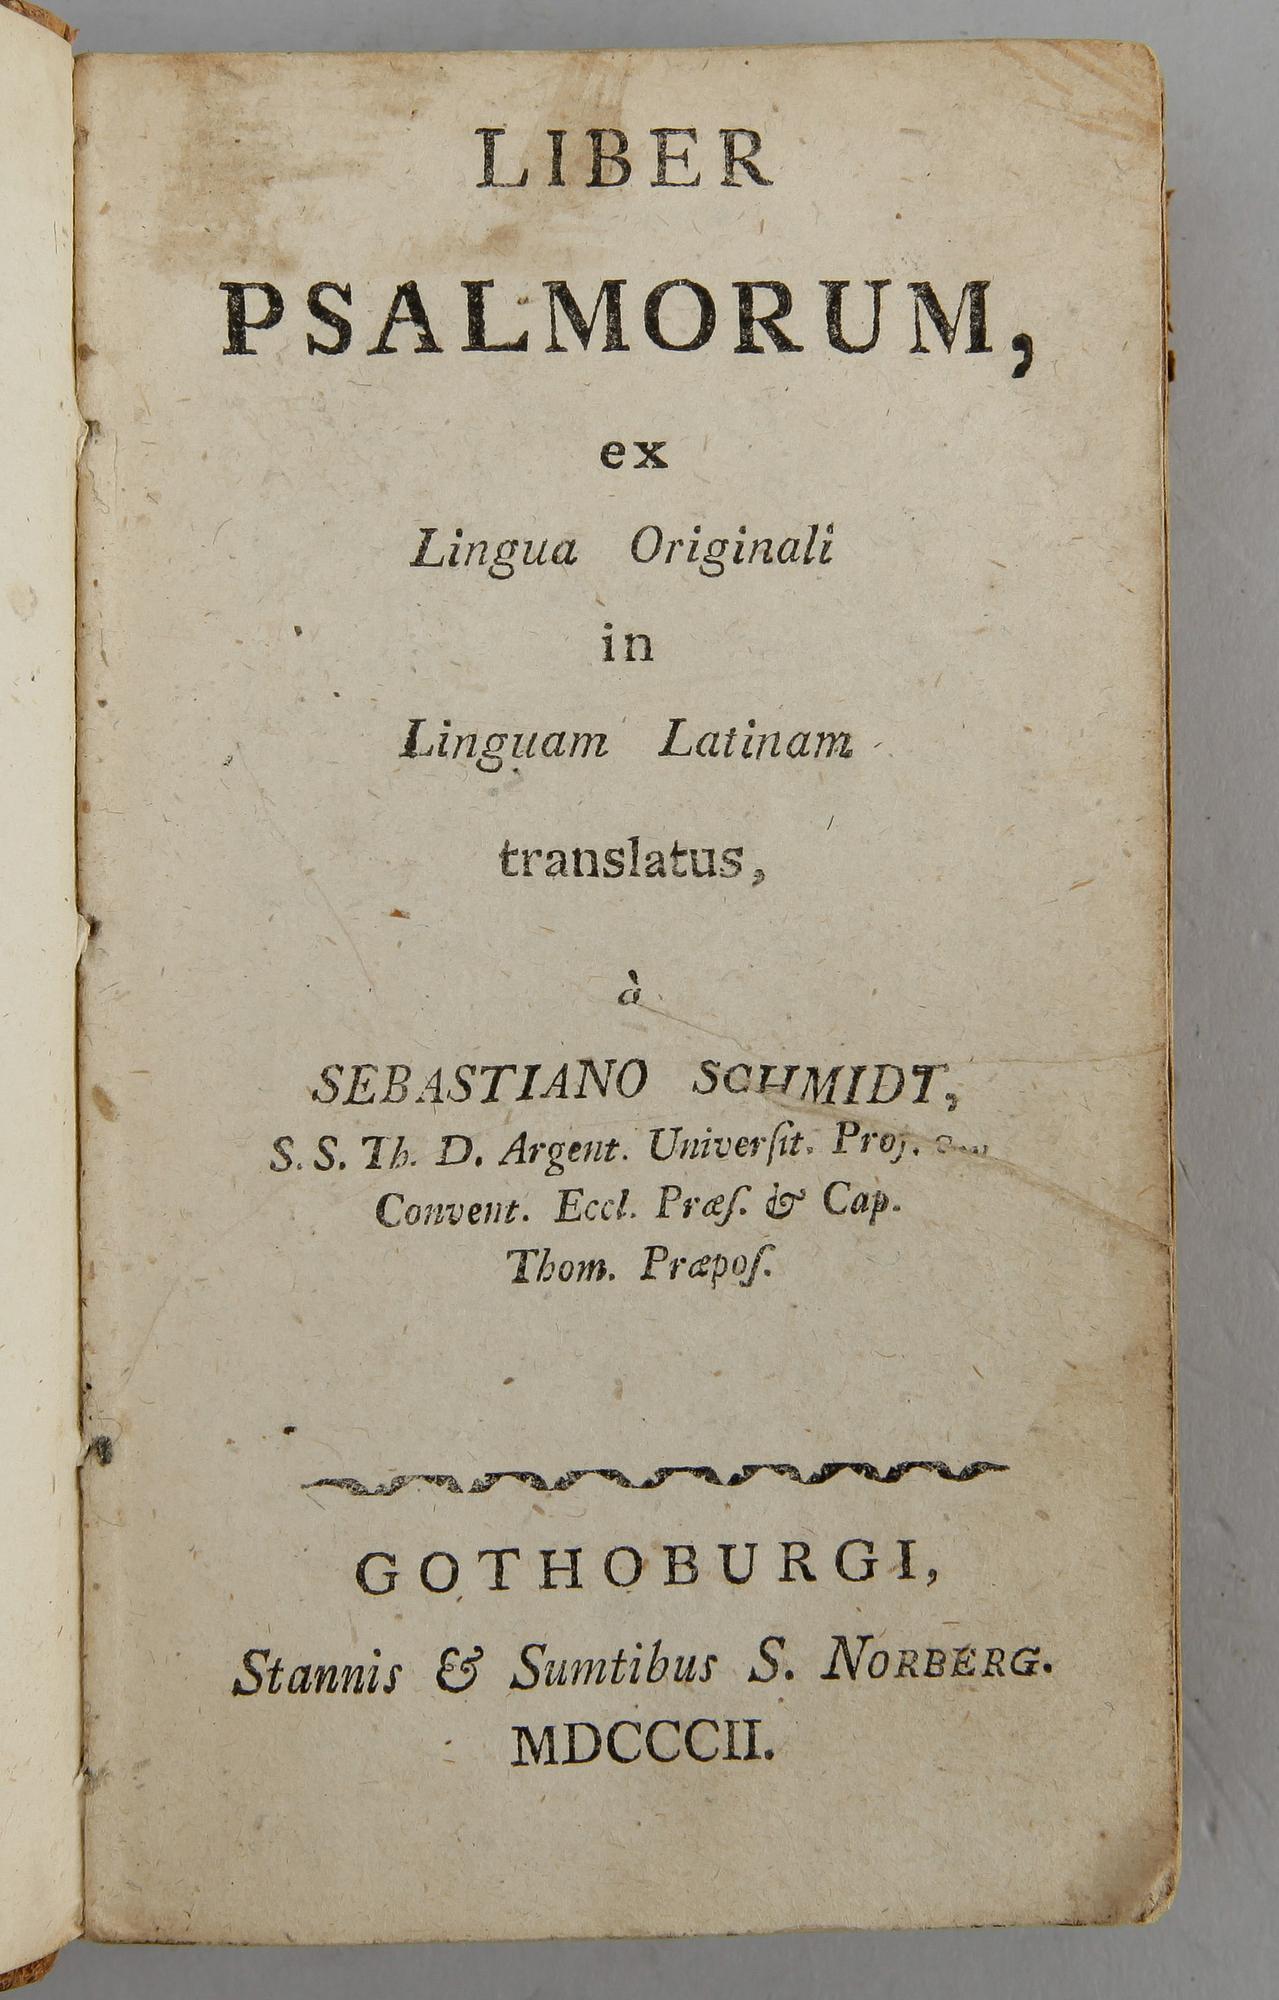 LIBER
PSALMORUM,
ex
Lingua Originali
in
Linguam Latinam
translatus,
à
SEBASTIANO SCHMIDT,
S. S. Th. D. Argent. Universit. Prof.
Convent. Eccl. Præſ. & Cap.
Thom. Præpoſ.
GOTHOBURGI,
Stannis & Sumtibus S. NORBERG.
MDCCCII.